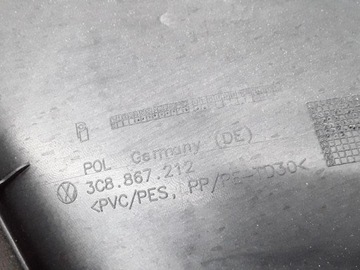 POL Germany (DE)
3C8.867.212
<PVC/PES, PP/PE-TD30<